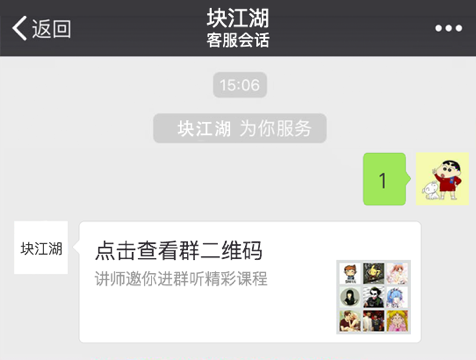 返回
块江湖
客服会话
15:06
块江湖 为你服务
1
块江湖
点击查看群二维码
讲师邀你进群听精彩课程